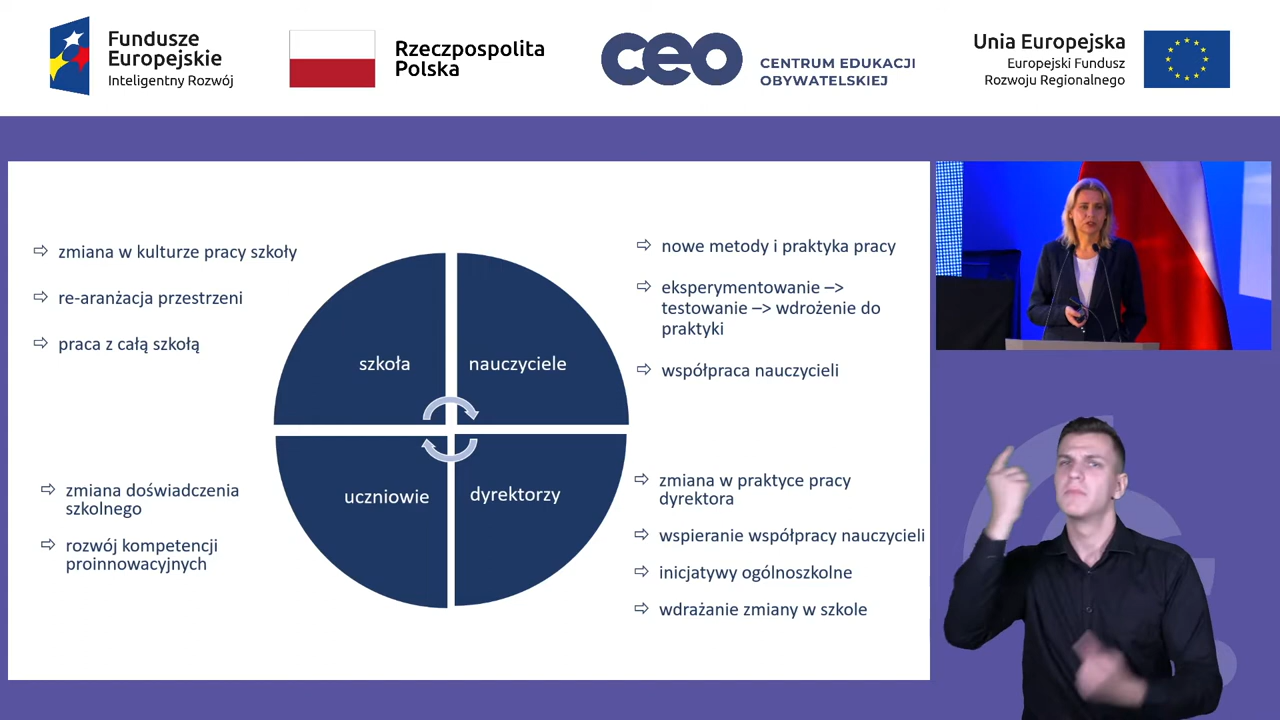 Fundusze
Europejskie
Inteligentny Rozwój
Rzeczpospolita
Polska
ceo
CENTRUM EDUKACJI
OBYWATELSKIEJ
Unia Europejska
Europejski Fundusz
Rozwoju Regionalnego
zmiana w kulturze pracy szkoły
re-aranżacja przestrzeni
praca z całą szkołą
szkoła
nauczyciele
nowe metody i praktyka pracy
eksperymentowanie –>
testowanie –> wdrożenie do
praktyki
współpraca nauczycieli
zmiana doświadczenia
szkolnego
rozwój kompetencji
proinnowacyjnych
uczniowie
dyrektorzy
zmiana w praktyce pracy
dyrektora
wspieranie współpracy nauczycieli
inicjatywy ogólnoszkolne
wdrażanie zmiany w szkole